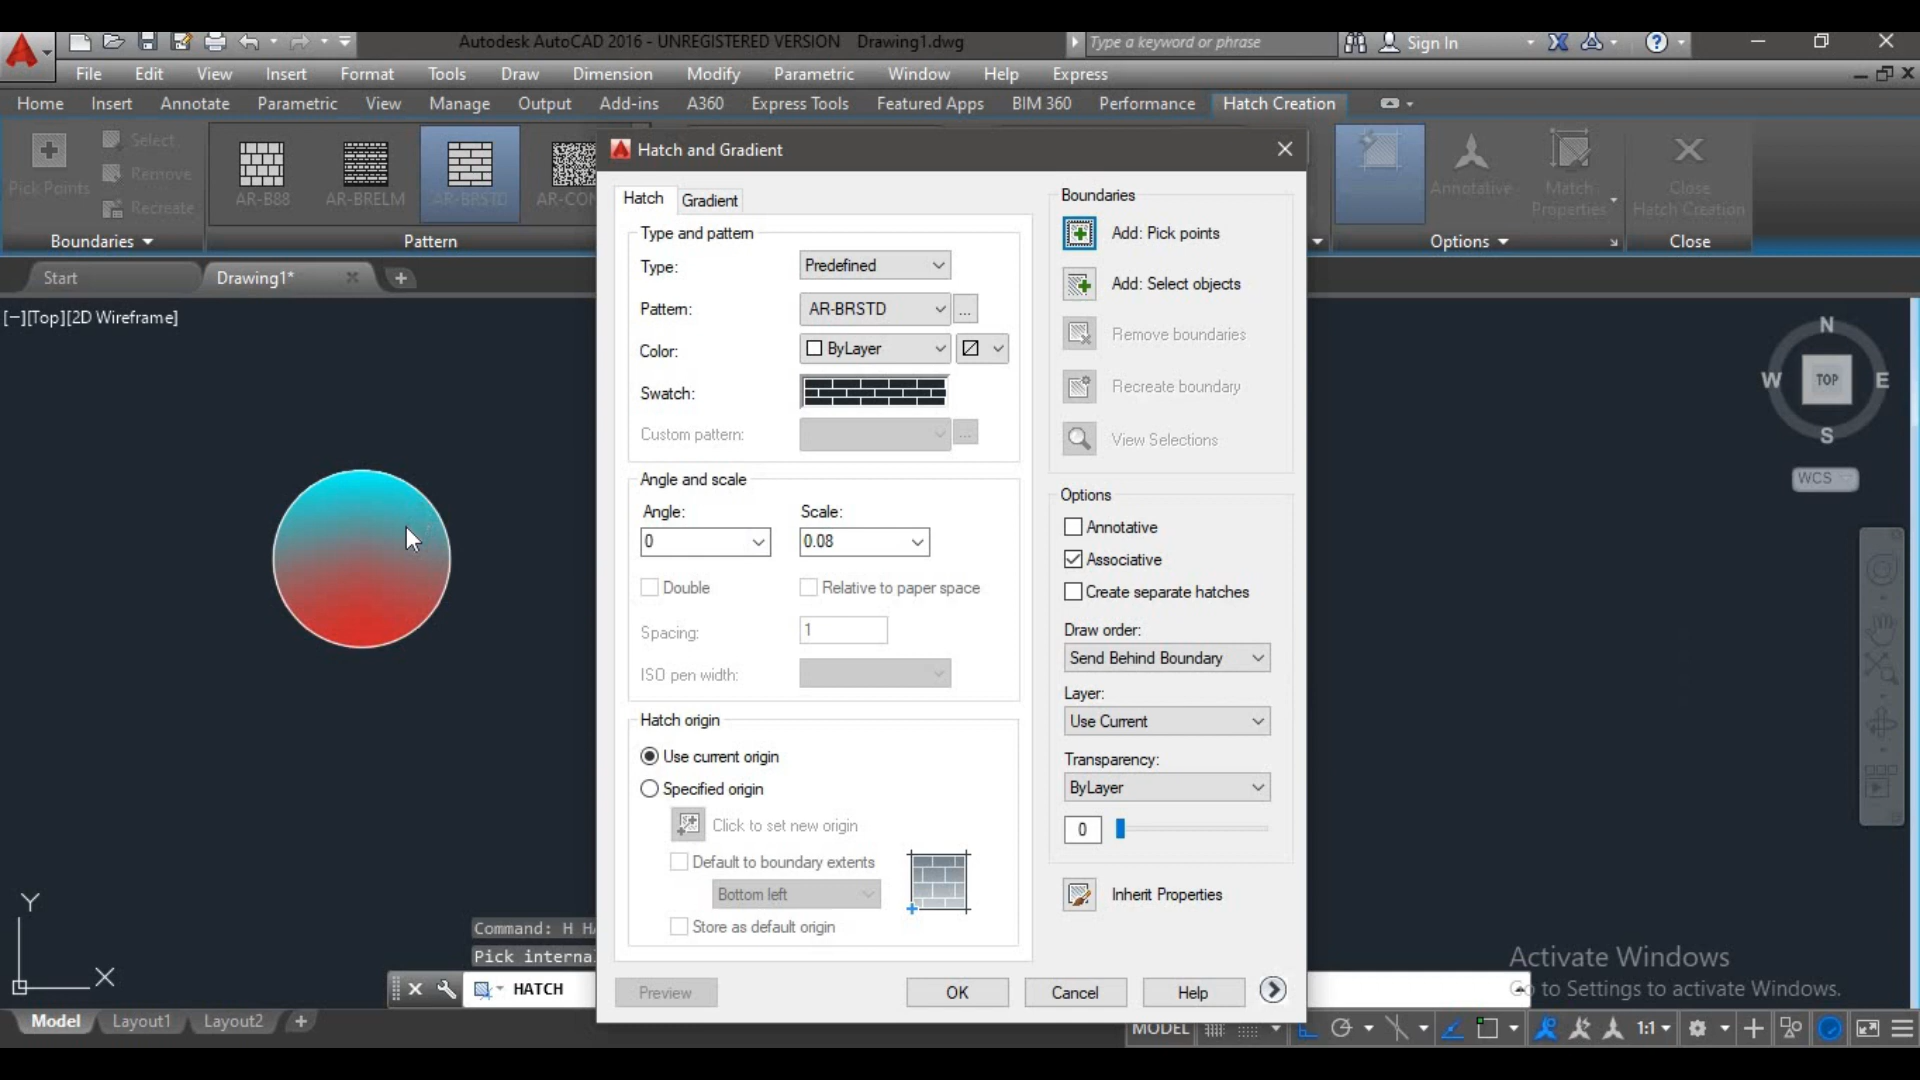 Autodesk AutoCAD 2016 - UNREGISTERED VERSION Drawing1.dwg
Type a keyword or phrase
Sign In
File Edit View Insert Format Tools Draw Dimension Modify Parametric Window Help Express
Home Insert Annotate Parametric View Manage Output Add-ins A360 Express Tools Featured Apps BIM 360 Performance Hatch Creation
Pick Points
Select
Remove
Recreate
AR-B88
AR-BRELM
AR-BRSTD
AR-CON
Annotative
Match
Properties
Close
Hatch Creation
Boundaries
Pattern
Options
Close
Start
Drawing1*
[−][Top][2D Wireframe]
Hatch and Gradient
Hatch
Gradient
Type and pattern
Type:
Predefined
Pattern:
AR-BRSTD
...
Color:
ByLayer
Swatch:
Custom pattern:
...
Angle and scale
Angle:
0
Scale:
0.08
Double
Relative to paper space
Spacing:
1
ISO pen width:
Hatch origin
Use current origin
Specified origin
Click to set new origin
Default to boundary extents
Bottom left
Store as default origin
Boundaries
Add: Pick points
Add: Select objects
Remove boundaries
Recreate boundary
View Selections
Options
Annotative
Associative
Create separate hatches
Draw order:
Send Behind Boundary
Layer:
Use Current
Transparency:
ByLayer
0
Inherit Properties
Preview
OK
Cancel
Help
N
W
TOP
E
S
WCS
Y
X
Command: H HA
Pick interna
HATCH
Activate Windows
Go to Settings to activate Windows.
Model
Layout1
Layout2
MODEL
1:1